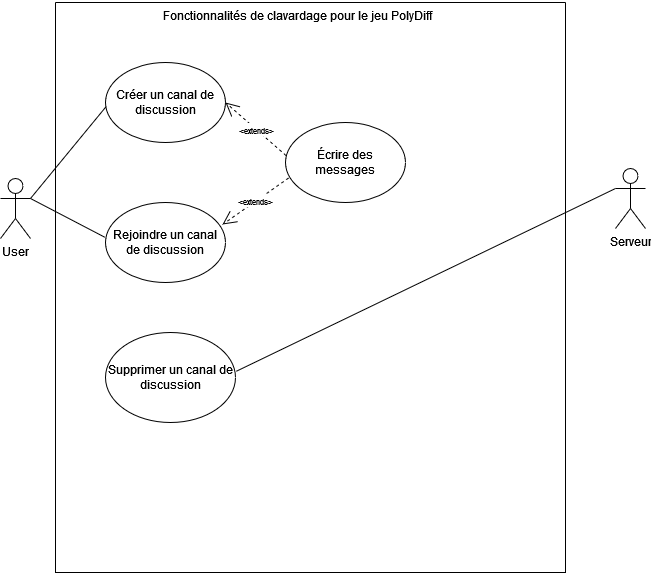 Fonctionnalités de clavardage pour le jeu PolyDiff
Créer un canal de
discussion
<extends>
Écrire des
messages
<extends>
Rejoindre un canal
de discussion
User
Serveur
Supprimer un canal de
discussion